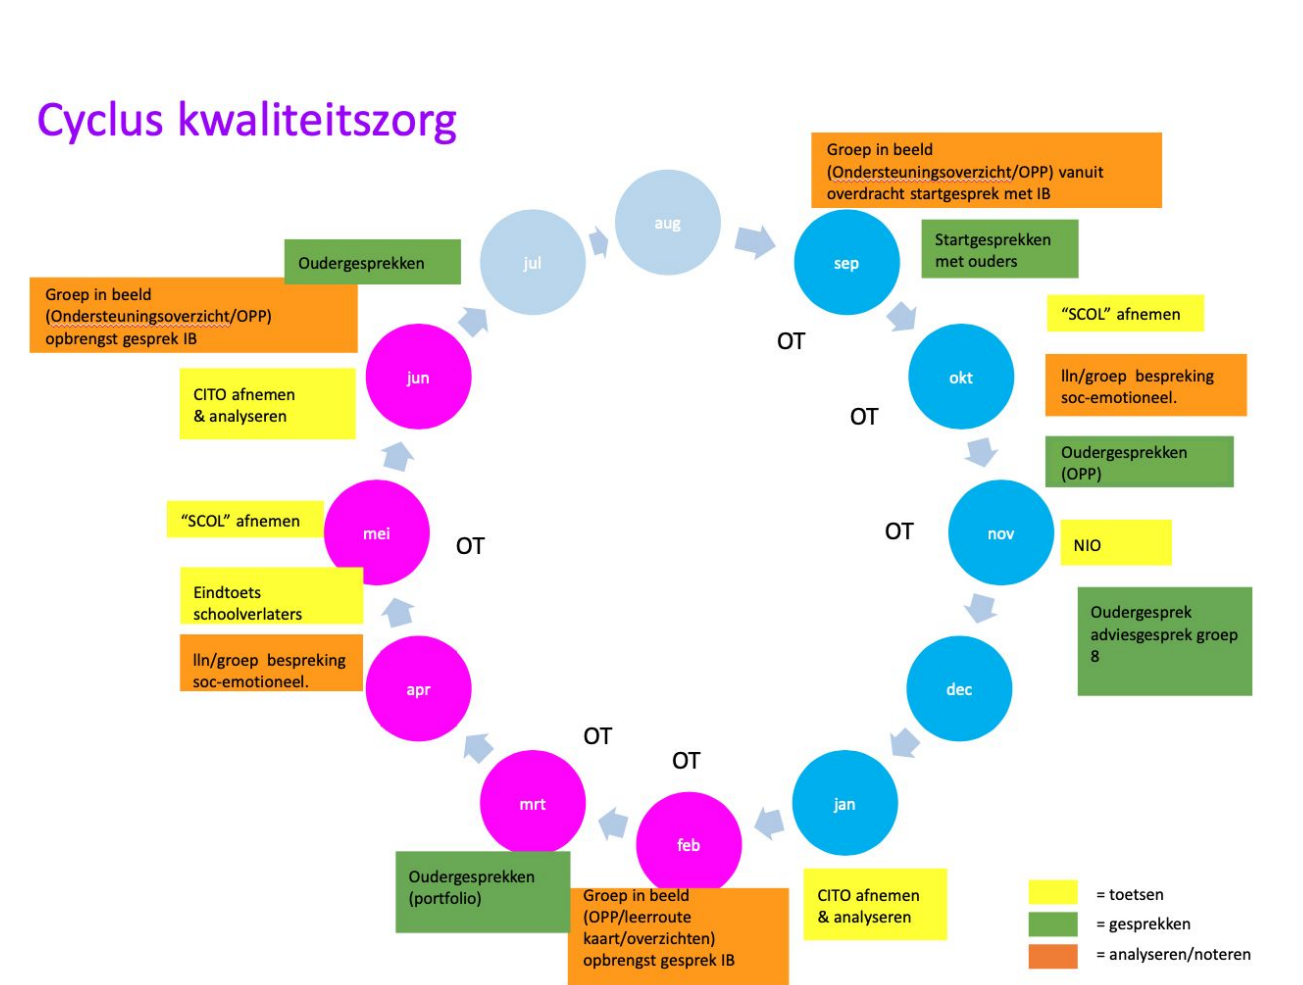 Cyclus kwaliteitszorg
Groep in beeld
(Ondersteuningsoverzicht/OPP) vanuit
overdracht startgesprek met IB
aug
sep
Startgesprekken
met ouders
jul
Oudergesprekken
Groep in beeld
(Ondersteuningsoverzicht/OPP)
opbrengst gesprek IB
"SCOL" afnemen
OT
okt
lln/groep bespreking
soc-emotioneel.
jun
CITO afnemen
& analyseren
OT
Oudergesprekken
(OPP)
"SCOL" afnemen
mei
OT
OT
nov
NIO
Eindtoets
schoolverlaters
Oudergesprek
adviesgesprek groep
8
lln/groep bespreking
soc-emotioneel.
apr
dec
OT
OT
mrt
feb
jan
Oudergesprekken
(portfolio)
Groep in beeld
(OPP/leerroute
kaart/overzichten)
opbrengst gesprek IB
CITO afnemen
& analyseren
= toetsen
= gesprekken
= analyseren/noteren